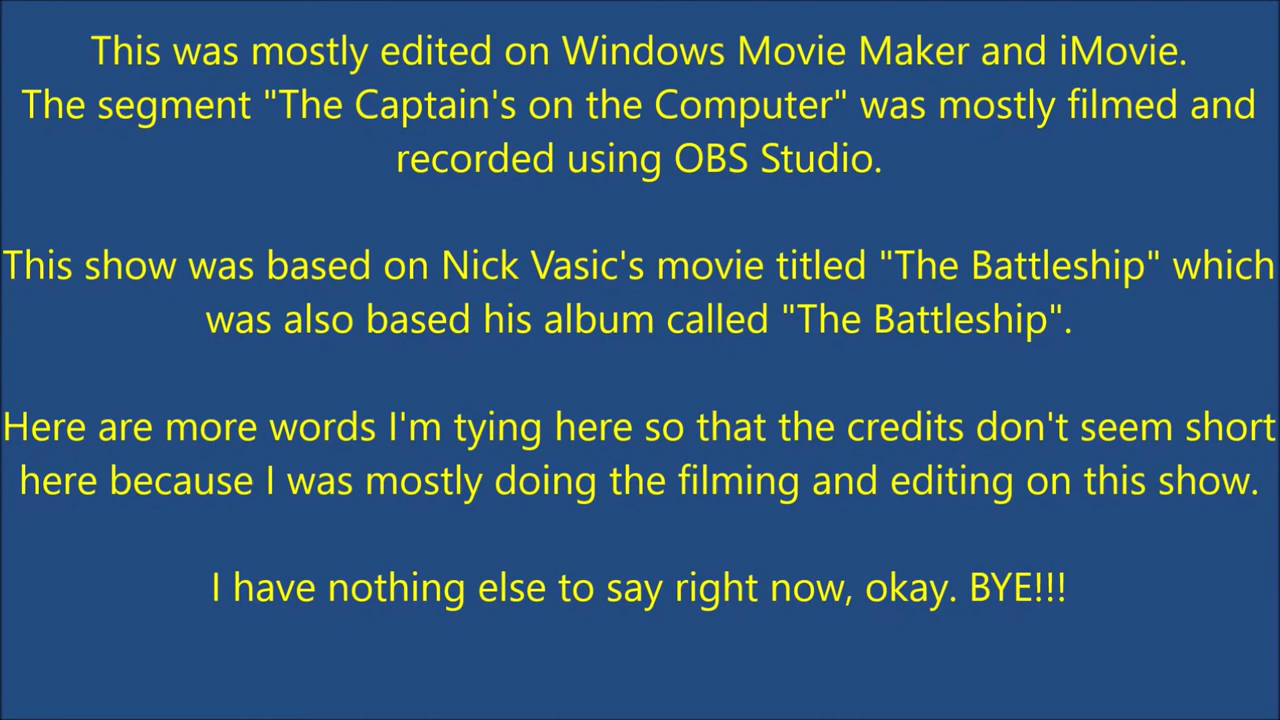 This was mostly edited on Windows Movie Maker and iMovie.
The segment "The Captain's on the Computer" was mostly filmed and
recorded using OBS Studio.
This show was based on Nick Vasic's movie titled "The Battleship" which
was also based his album called "The Battleship".
Here are more words I'm tying here so that the credits don't seem short
here because I was mostly doing the filming and editing on this show.
I have nothing else to say right now, okay. BYE!!!